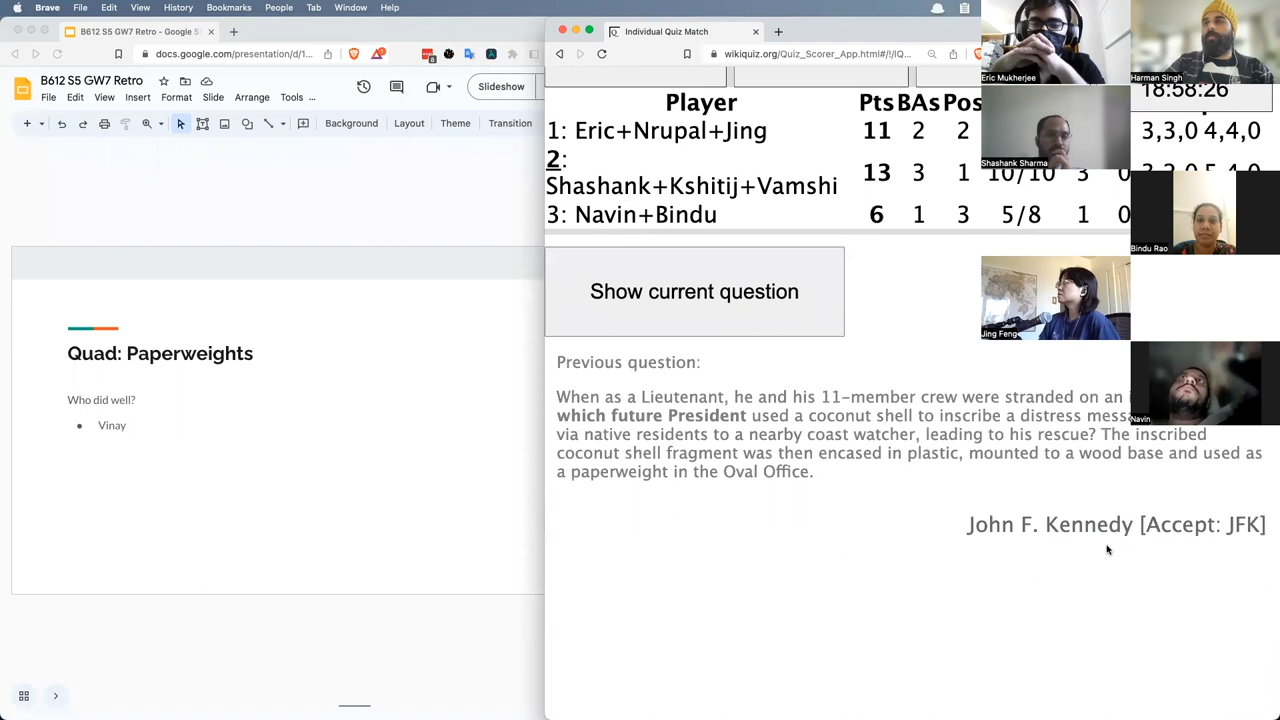 Brave File Edit View History Bookmarks People Tab Window Help
B612 S5 GW7 Retro - Google S
docs.google.com/presentation/d/1...
B612 S5 GW7 Retro
File Edit View Insert Format Slide Arrange Tools ...
Slideshow
Background Layout Theme Transition
Quad: Paperweights
Who did well?
● Vinay
Individual Quiz Match
wikiquiz.org/Quiz_Scorer_App.html#/!/IQ...
Player Pts BAs Pos
1: Eric+Nrupal+Jing 11 2 2 3,3,0 4,4,0
2:
Shashank+Kshitij+Vamshi 13 3 1 10/10 3 0
3: Navin+Bindu 6 1 3 5/8 1 0
18:58:26
Show current question
Previous question:
When as a Lieutenant, he and his 11-member crew were stranded on an
which future President used a coconut shell to inscribe a distress
via native residents to a nearby coast watcher, leading to his rescue? The inscribed
coconut shell fragment was then encased in plastic, mounted to a wood base and used as
a paperweight in the Oval Office.
John F. Kennedy [Accept: JFK]
Eric Mukherjee
Harman Singh
Shashank Sharma
Bindu Rao
Jing Feng
Navin